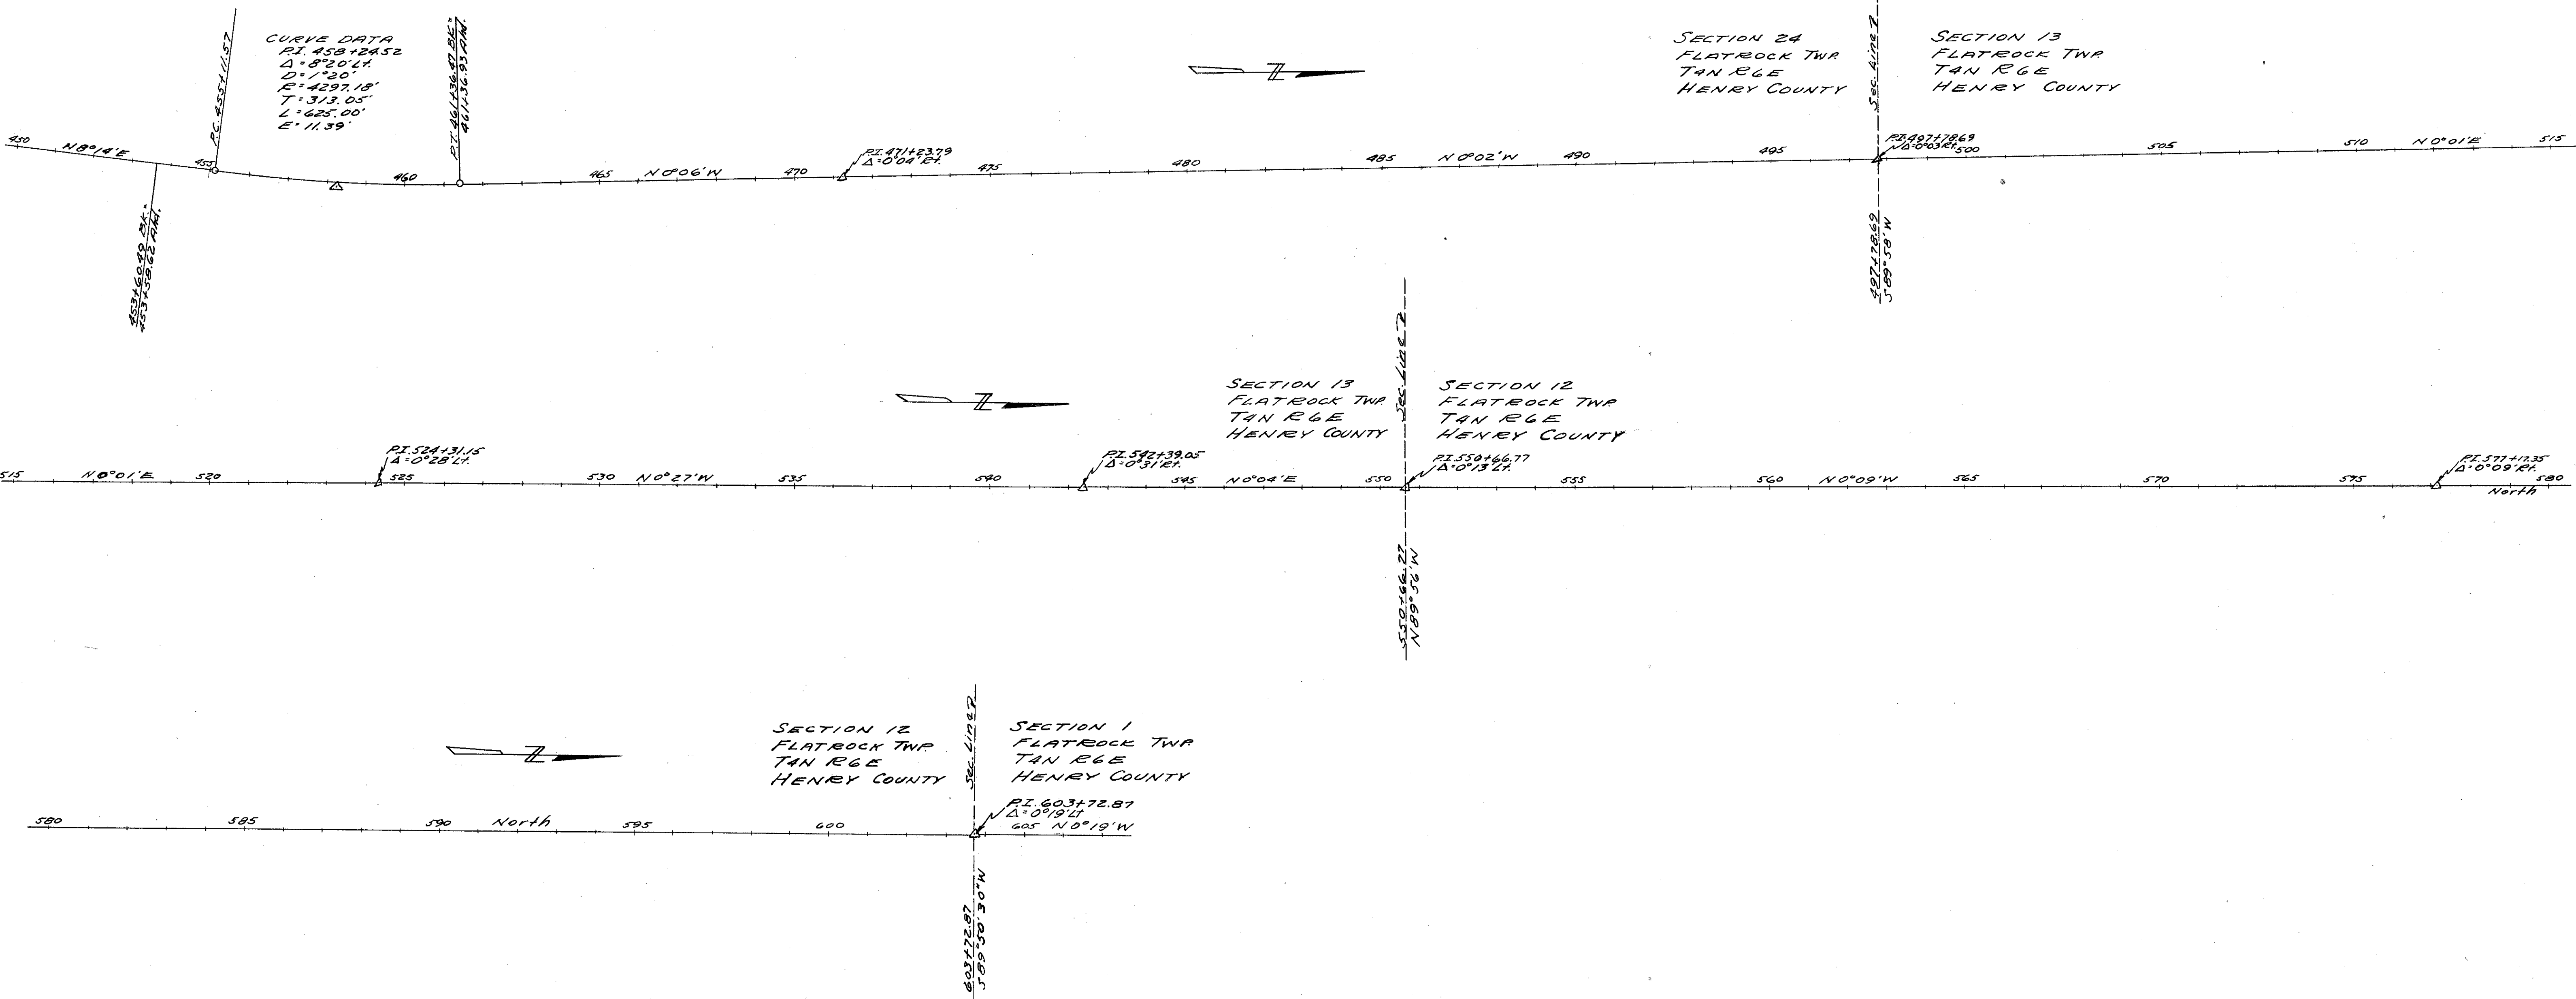 CURVE DATA
P.I. 458+24.52
Δ=8°20'Lt.
D=1°20'
R=4297.18'
T=313.05'
L=625.00'
E=11.39'
P.C. 455+11.57
P.T. 461+36.47 BK.=
461+36.93 Ahd.
Z
SECTION 24
FLATROCK TWP.
T4N R6E
HENRY COUNTY
Sec. Line
SECTION 13
FLATROCK TWP.
T4N R6E
HENRY COUNTY
450 N8°14'E 455 460 465 N0°06'W 470
P.I. 471+23.79
Δ=0°04'Rt.
475 480 485 N0°02'W 490 495
P.I. 497+78.69
Δ=0°03'Rt.
500 505 510 N0°01'E 515
453+60.49 BK.=
453+58.62 Ahd.
497+78.69
S89°58'W
Z
SECTION 13
FLATROCK TWP.
T4N R6E
HENRY COUNTY
Sec. Line
SECTION 12
FLATROCK TWP.
T4N R6E
HENRY COUNTY
515 N0°01'E 520
P.I. 524+31.15
Δ=0°28'Lt.
525 530 N0°27'W 535 540
P.I. 542+39.05
Δ=0°31'Rt.
545 N0°04'E 550
P.I. 550+66.77
Δ=0°13'Lt.
555 560 N0°09'W 565 570 575
P.I. 577+17.35
Δ=0°09'Rt.
580
North
550+66.77
N89°56'W
Z
SECTION 12
FLATROCK TWP.
T4N R6E
HENRY COUNTY
Sec. Line
SECTION 1
FLATROCK TWP.
T4N R6E
HENRY COUNTY
580 585 590 North 595 600
P.I. 603+72.87
Δ=0°19'Lt
605 N0°19'W
603+72.87
S89°50'30"W